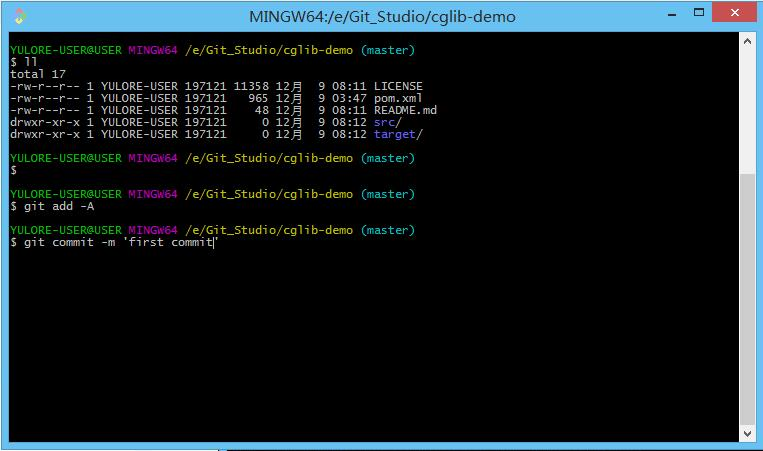 MINGW64:/e/Git_Studio/cglib-demo
YULORE-USER@USER MINGW64 /e/Git_Studio/cglib-demo (master)
$ ll
total 17
-rw-r--r-- 1 YULORE-USER 197121 11358 12月  9 08:11 LICENSE
-rw-r--r-- 1 YULORE-USER 197121   965 12月  9 03:47 pom.xml
-rw-r--r-- 1 YULORE-USER 197121    48 12月  9 08:11 README.md
drwxr-xr-x 1 YULORE-USER 197121     0 12月  9 08:12 src/
drwxr-xr-x 1 YULORE-USER 197121     0 12月  9 08:12 target/
YULORE-USER@USER MINGW64 /e/Git_Studio/cglib-demo (master)
$
YULORE-USER@USER MINGW64 /e/Git_Studio/cglib-demo (master)
$ git add -A
YULORE-USER@USER MINGW64 /e/Git_Studio/cglib-demo (master)
$ git commit -m 'first commit'